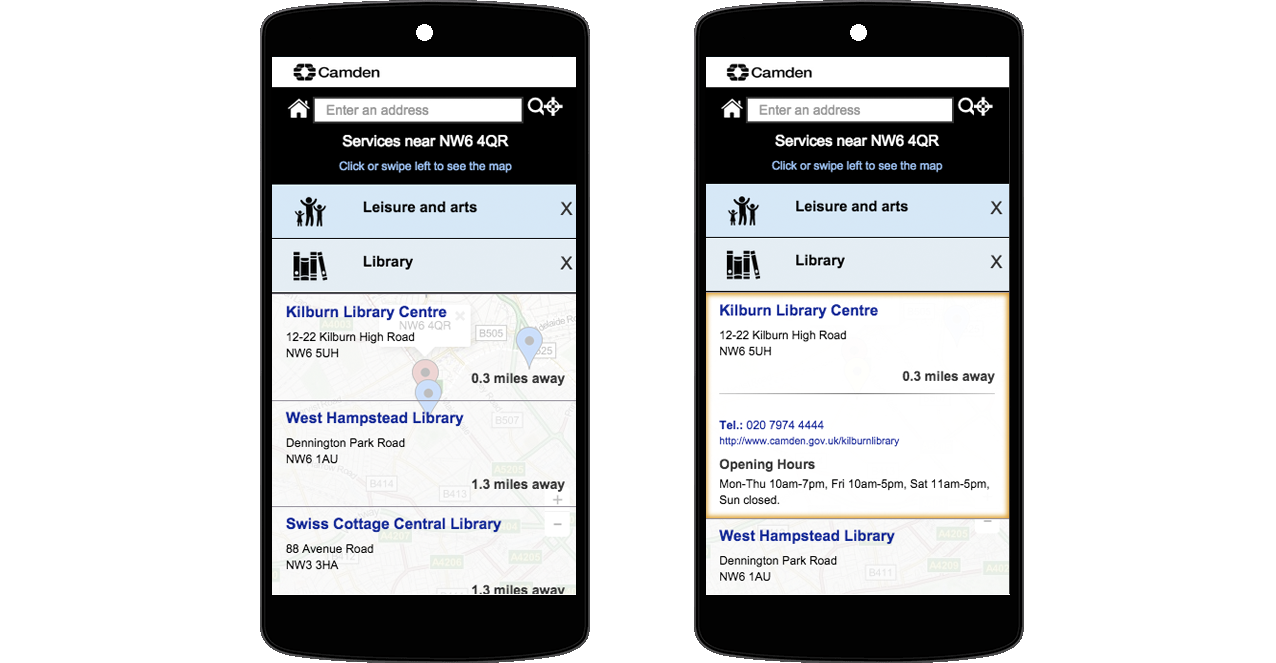 Camden
Enter an address
Services near NW6 4QR
Click or swipe left to see the map
Leisure and arts X
Library X
Kilburn Library Centre
NW6 4QR
12-22 Kilburn High Road
NW6 5UH
B505
0.3 miles away
West Hampstead Library
B507
Dennington Park Road
NW6 1AU
B414
1.3 miles away
B413
Swiss Cottage Central Library
88 Avenue Road
NW3 3HA
1.3 miles away
Camden
Enter an address
Services near NW6 4QR
Click or swipe left to see the map
Leisure and arts X
Library X
Kilburn Library Centre
12-22 Kilburn High Road
NW6 5UH
0.3 miles away
Tel.: 020 7974 4444
http://www.camden.gov.uk/kilburnlibrary
Opening Hours
Mon-Thu 10am-7pm, Fri 10am-5pm, Sat 11am-5pm,
Sun closed.
West Hampstead Library
Dennington Park Road
NW6 1AU
B411